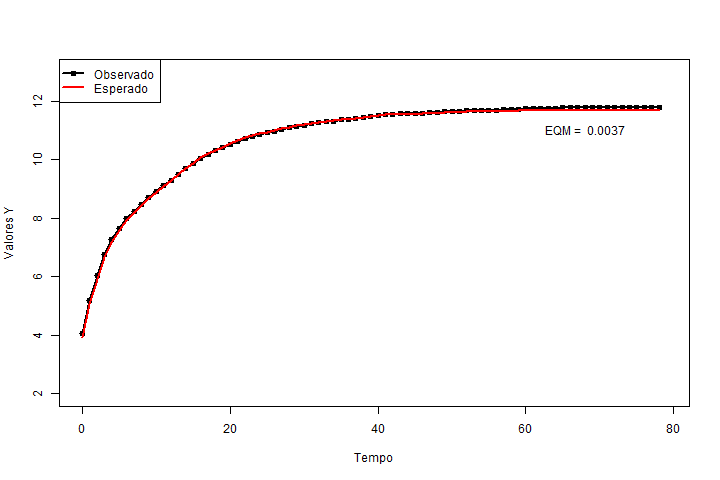 Observado
Esperado
12
10
8
6
4
2
Valores Y
EQM = 0.0037
0
20
40
60
80
Tempo